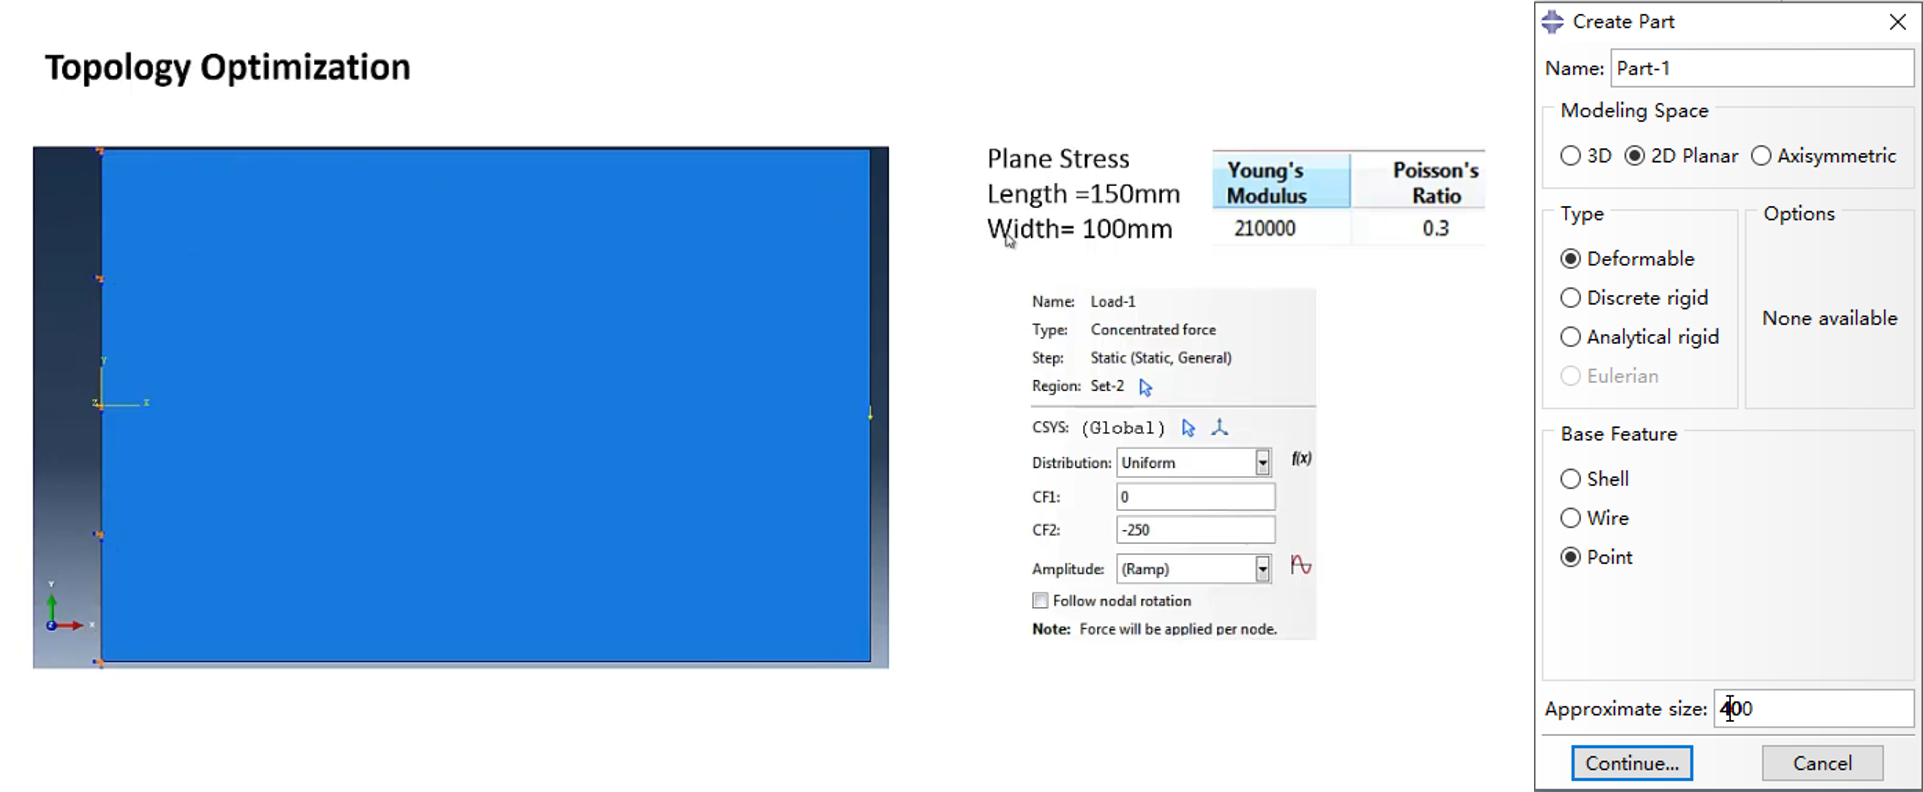 Topology Optimization
Y
Z
X
Y
Z
X
Plane Stress
Length =150mm
Width= 100mm
Young's Modulus
Poisson's Ratio
210000
0.3
Name: Load-1
Type: Concentrated force
Step: Static (Static, General)
Region: Set-2
CSYS: (Global)
Distribution: Uniform f(x)
CF1: 0
CF2: -250
Amplitude: (Ramp)
Follow nodal rotation
Note: Force will be applied per node.
Create Part
Name: Part-1
Modeling Space
3D 2D Planar Axisymmetric
Type
Deformable
Discrete rigid
Analytical rigid
Eulerian
Options
None available
Base Feature
Shell
Wire
Point
Approximate size: 400
Continue... Cancel